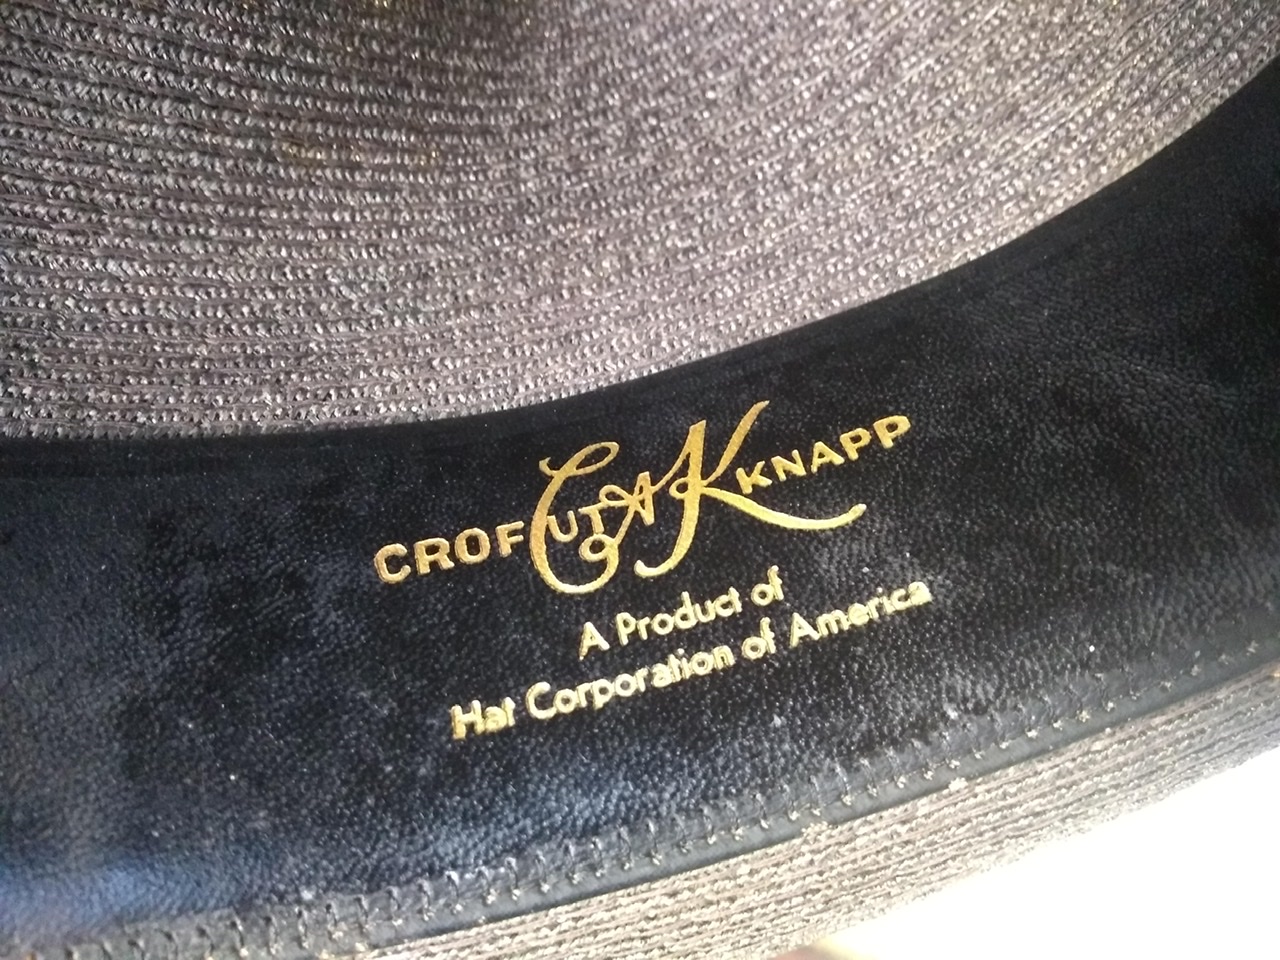 CROFUT & KNAPP
A Product of
Hat Corporation of America